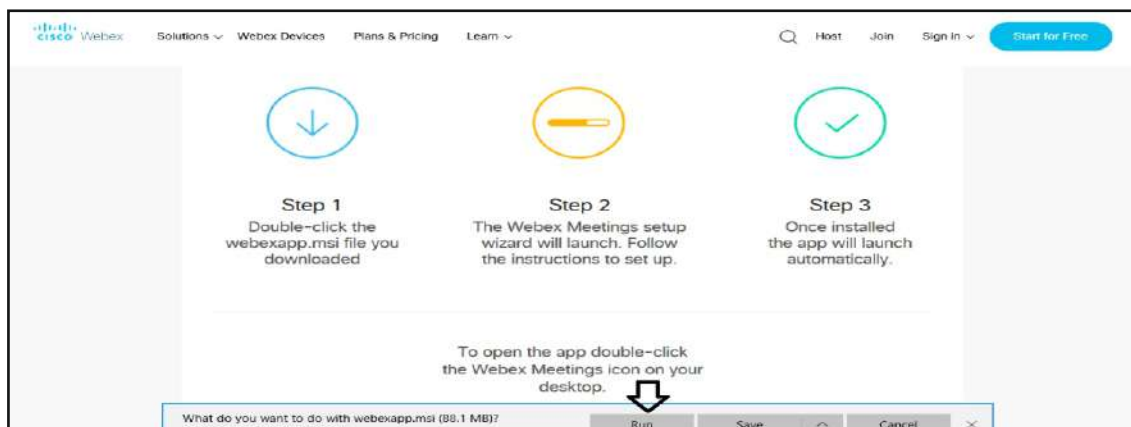 CISCO Webex Solutions Webex Devices Plans & Pricing Learn Host Join Sign in Start for Free
Step 1
Double-click the
webexapp.msi file you
downloaded
Step 2
The Webex Meetings setup
wizard will launch. Follow
the instructions to set up.
Step 3
Once installed
the app will launch
automatically.
To open the app double-click
the Webex Meetings icon on your
desktop.
What do you want to do with webexapp.msi (88.1 MB)? Run Save Cancel